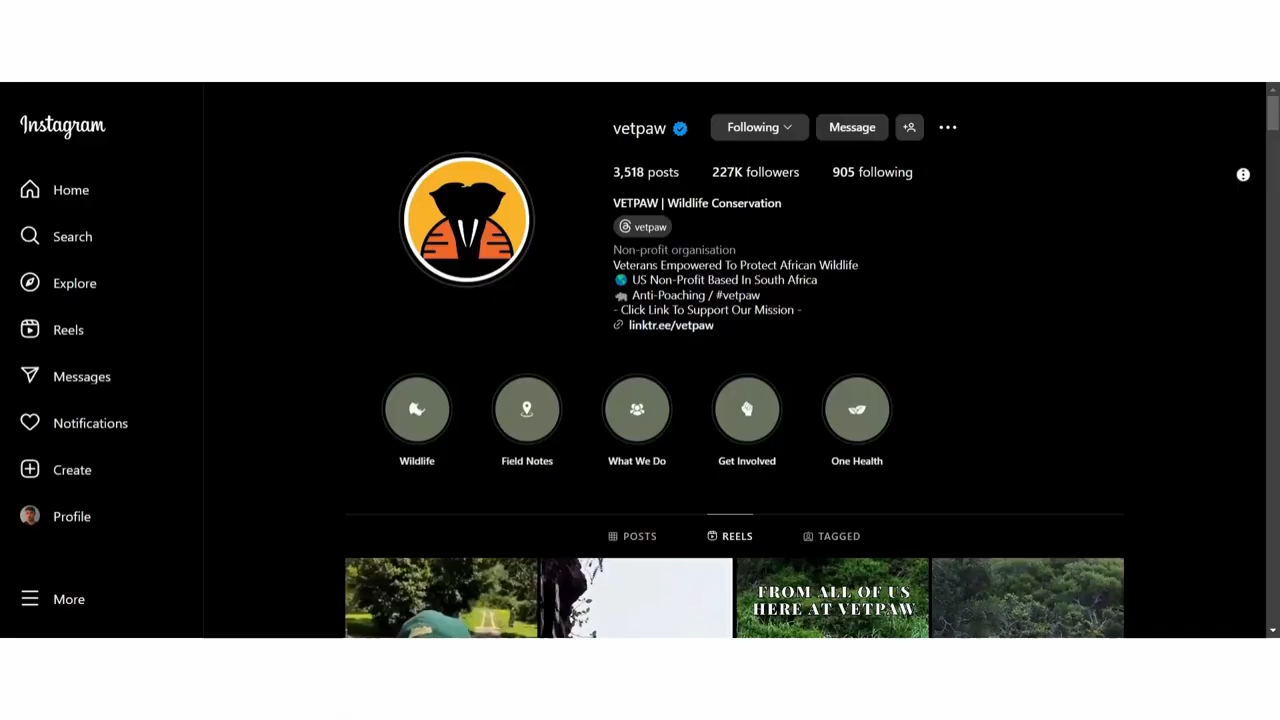 Instagram
Home
Search
Explore
Reels
Messages
Notifications
Create
Profile
More
vetpaw
Following
Message
3,518 posts
227K followers
905 following
VETPAW | Wildlife Conservation
vetpaw
Non-profit organisation
Veterans Empowered To Protect African Wildlife
US Non-Profit Based In South Africa
Anti-Poaching / #vetpaw
- Click Link To Support Our Mission -
linktr.ee/vetpaw
Wildlife
Field Notes
What We Do
Get Involved
One Health
POSTS
REELS
TAGGED
FROM ALL OF US
HERE AT VETPAW